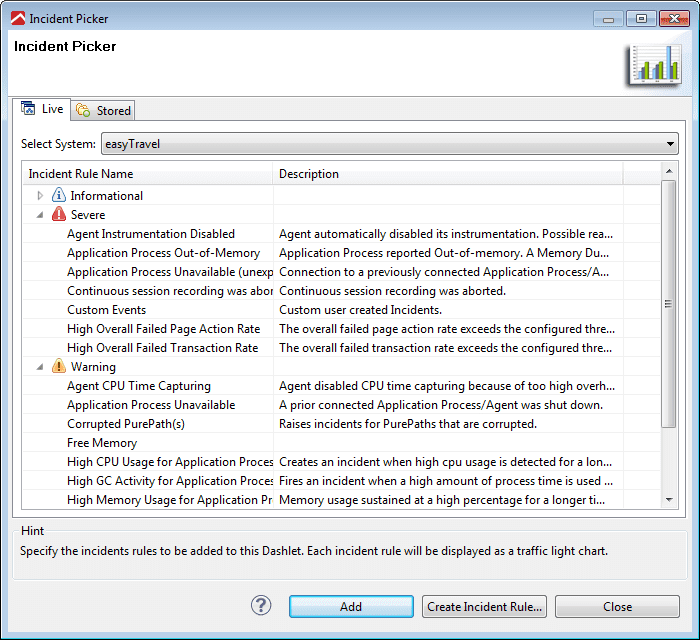 Incident Picker
Incident Picker
Live Stored
Select System: easyTravel
Incident Rule Name Description
Informational
Severe
Agent Instrumentation Disabled Agent automatically disabled its instrumentation. Possible rea...
Application Process Out-of-Memory Application Process reported Out-of-memory. A Memory Du...
Application Process Unavailable (unexp Connection to a previously connected Application Process/A...
Continuous session recording was abor Continuous session recording was aborted.
Custom Events Custom user created Incidents.
High Overall Failed Page Action Rate The overall failed page action rate exceeds the configured thre...
High Overall Failed Transaction Rate The overall failed transaction rate exceeds the configured thre...
Warning
Agent CPU Time Capturing Agent disabled CPU time capturing because of too high overh...
Application Process Unavailable A prior connected Application Process/Agent was shut down.
Corrupted PurePath(s) Raises incidents for PurePaths that are corrupted.
Free Memory
High CPU Usage for Application Proces Creates an incident when high cpu usage is detected for a lon...
High GC Activity for Application Proces Fires an incident when a high amount of process time is used ...
High Memory Usage for Application Pr Memory usage sustained at a high percentage for a longer ti...
Hint
Specify the incidents rules to be added to this Dashlet. Each incident rule will be displayed as a traffic light chart.
? Add Create Incident Rule... Close